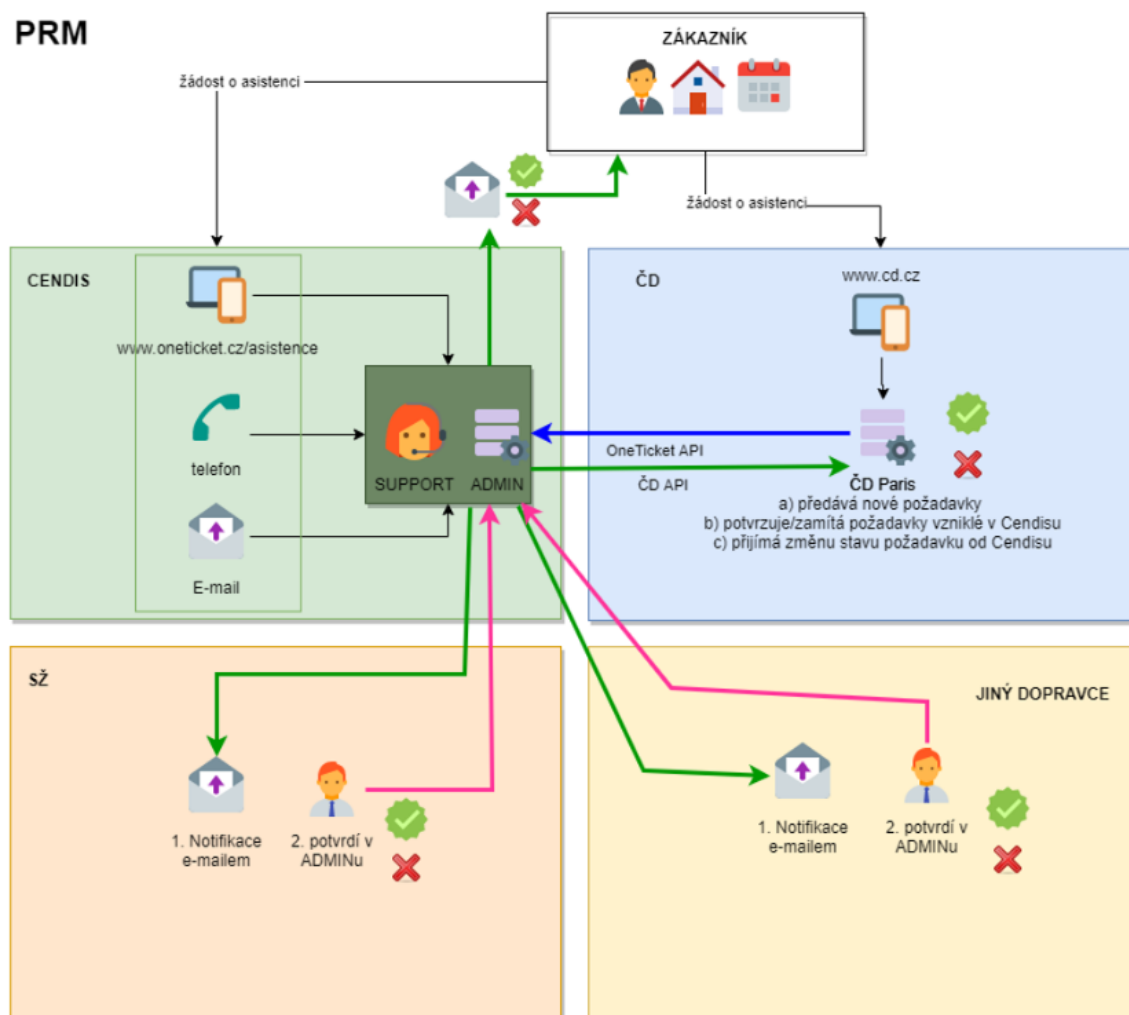 PRM
ZÁKAZNÍK
žádost o asistenci
žádost o asistenci
CENDIS
www.oneticket.cz/asistence
telefon
E-mail
SUPPORT
ADMIN
ČD
www.cd.cz
OneTicket API
ČD API
ČD Paris
a) předává nové požadavky
b) potvrzuje/zamítá požadavky vzniklé v Cendisu
c) přijímá změnu stavu požadavku od Cendisu
SŽ
1. Notifikace
e-mailem
2. potvrdí v
ADMINu
JINÝ DOPRAVCE
1. Notifikace
e-mailem
2. potvrdí v
ADMINu